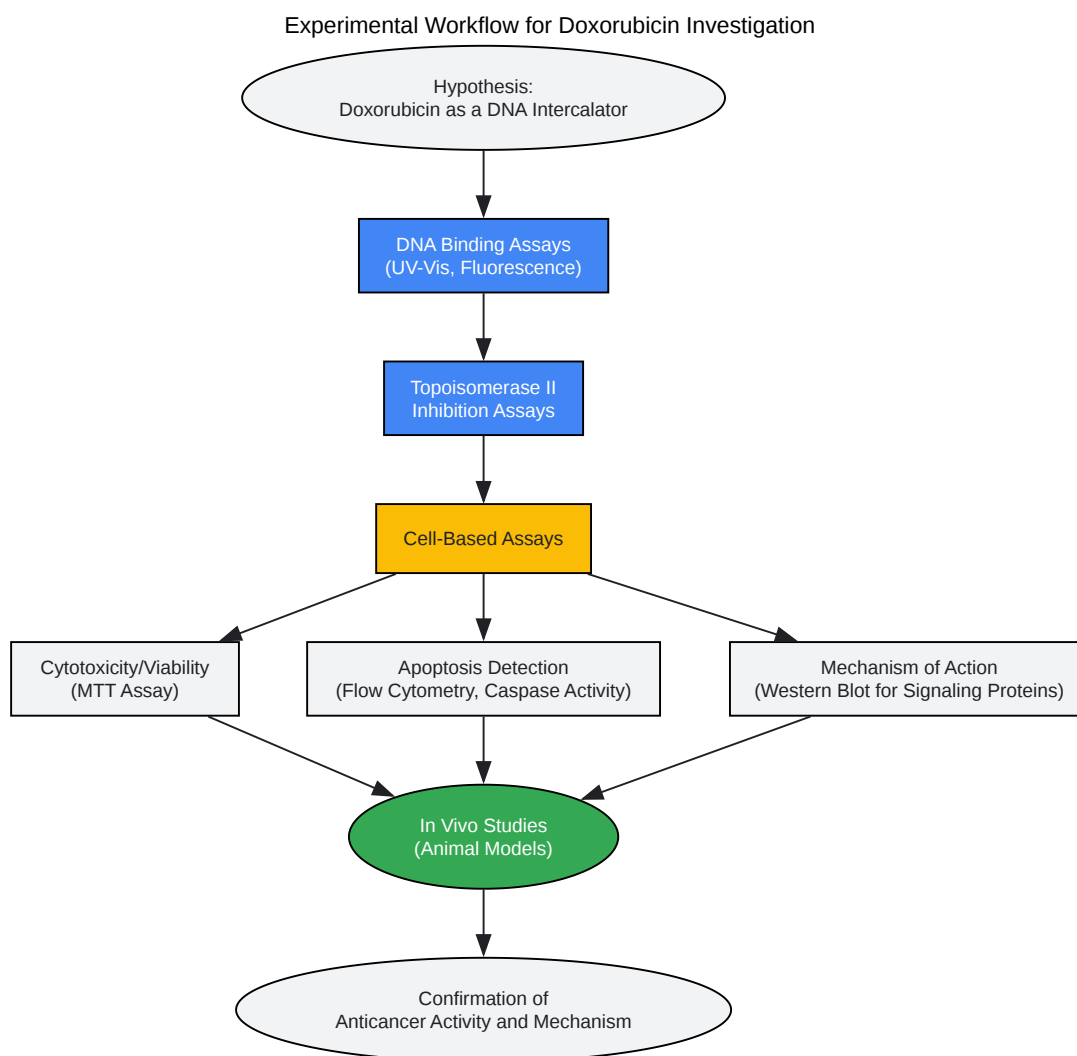 Experimental Workflow for Doxorubicin Investigation
Hypothesis:
Doxorubicin as a DNA Intercalator
DNA Binding Assays
(UV-Vis, Fluorescence)
Topoisomerase II
Inhibition Assays
Cell-Based Assays
Cytotoxicity/Viability
(MTT Assay)
Apoptosis Detection
(Flow Cytometry, Caspase Activity)
Mechanism of Action
(Western Blot for Signaling Proteins)
In Vivo Studies
(Animal Models)
Confirmation of
Anticancer Activity and Mechanism